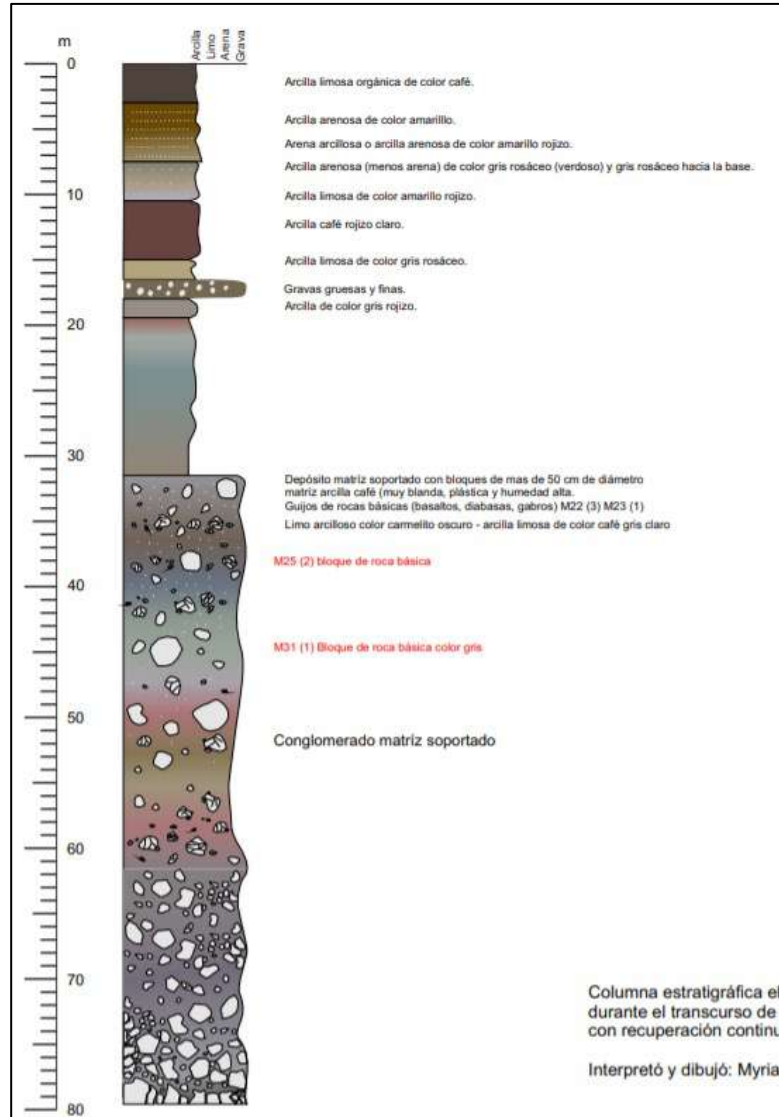 m
Arcilla
Limo
Arena
Grava
0
Arcilla limosa orgánica de color café.
Arcilla arenosa de color amarilllo.
Arena arcillosa o arcilla arenosa de color amarillo rojizo.
Arcilla arenosa (menos arena) de color gris rosáceo (verdoso) y gris rosáceo hacia la base.
10
Arcilla limosa de color amarillo rojizo.
Arcilla café rojizo claro.
Arcilla limosa de color gris rosáceo.
Gravas gruesas y finas.
Arcilla de color gris rojizo.
20
30
Depósito matríz soportado con bloques de mas de 50 cm de diámetro
matríz arcilla café (muy blanda, plástica y humedad alta.
Guijos de rocas básicas (basaltos, diabasas, gabros) M22 (3) M23 (1)
Limo arcilloso color carmelito oscuro - arcilla limosa de color café gris claro
M25 (2) bloque de roca básica
40
M31 (1) Bloque de roca básica color gris
50
Conglomerado matríz soportado
60
70
Columna estratigráfica el
durante el transcurso de
con recuperación continu
Interpretó y dibujó: Myria
80